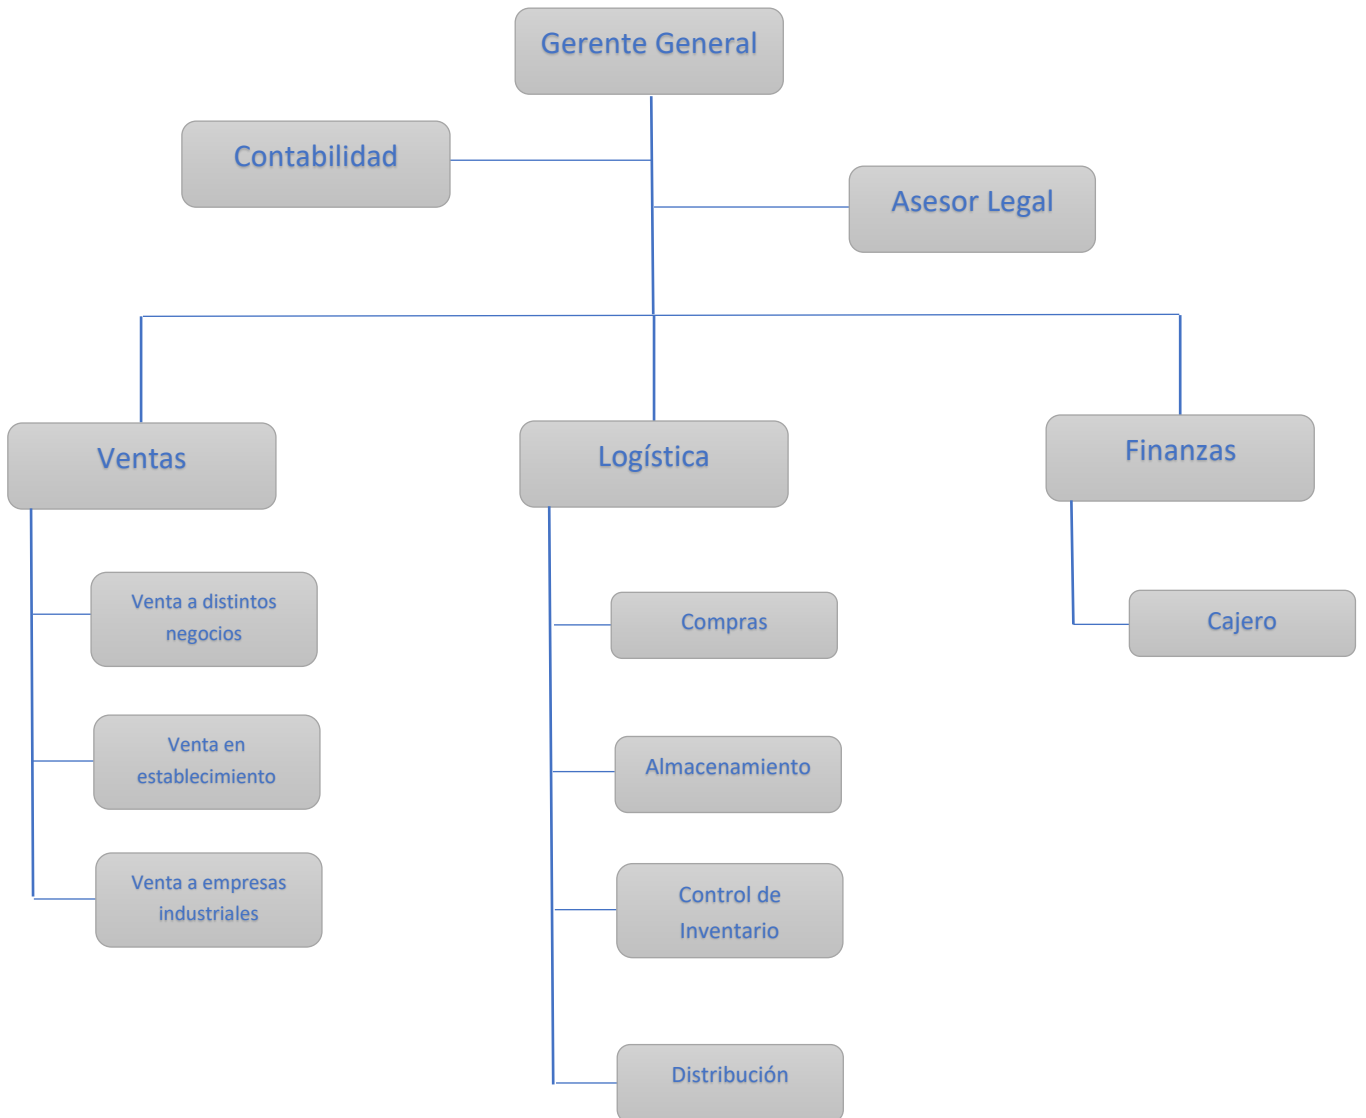 Gerente General
Contabilidad
Asesor Legal
Ventas
Logística
Finanzas
Venta a distintos
negocios
Venta en
establecimiento
Venta a empresas
industriales
Compras
Almacenamiento
Control de
Inventario
Distribución
Cajero